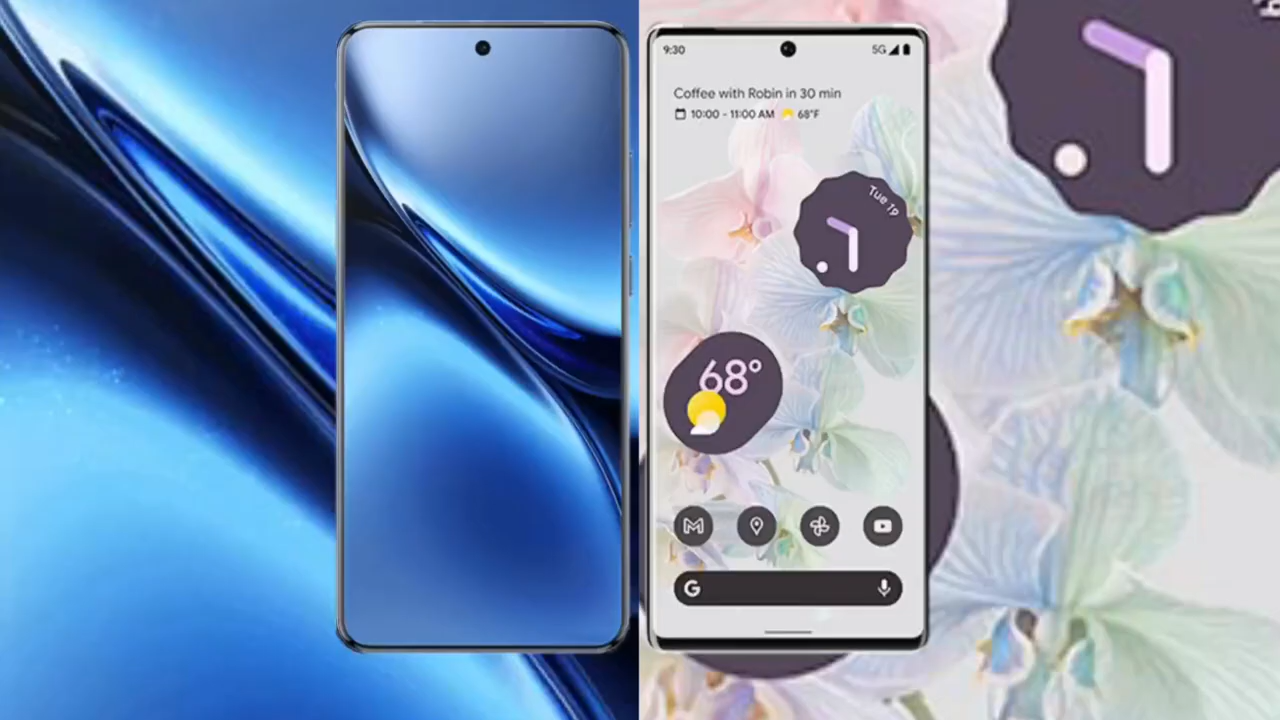 9:30
5G
Coffee with Robin in 30 min
10:00 - 11:00 AM 68°F
Tue 19
68°
G